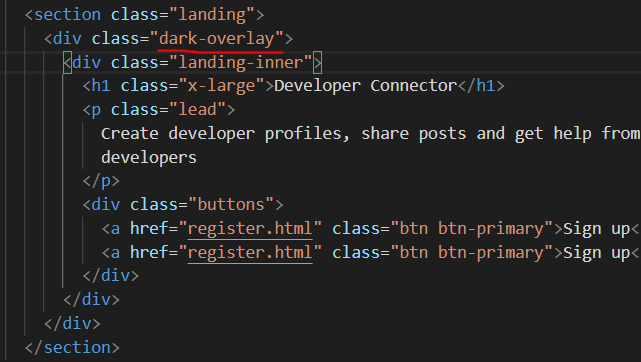 <section class="landing">
<div class="dark-overlay">
<div class="landing-inner">
<h1 class="x-large">Developer Connector</h1>
<p class="lead">
Create developer profiles, share posts and get help from
developers
</p>
<div class="buttons">
<a href="register.html" class="btn btn-primary">Sign up<
<a href="register.html" class="btn btn-primary">Sign up<
</div>
</div>
</div>
</section>